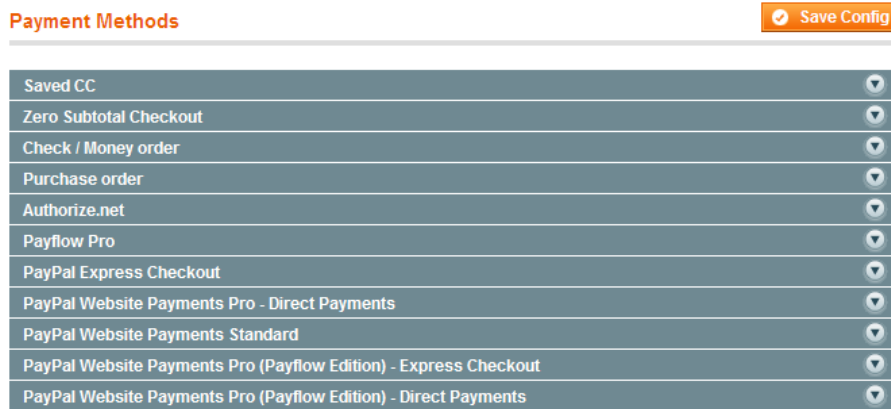 Payment Methods
Save Config
Saved CC
Zero Subtotal Checkout
Check / Money order
Purchase order
Authorize.net
Payflow Pro
PayPal Express Checkout
PayPal Website Payments Pro - Direct Payments
PayPal Website Payments Standard
PayPal Website Payments Pro (Payflow Edition) - Express Checkout
PayPal Website Payments Pro (Payflow Edition) - Direct Payments